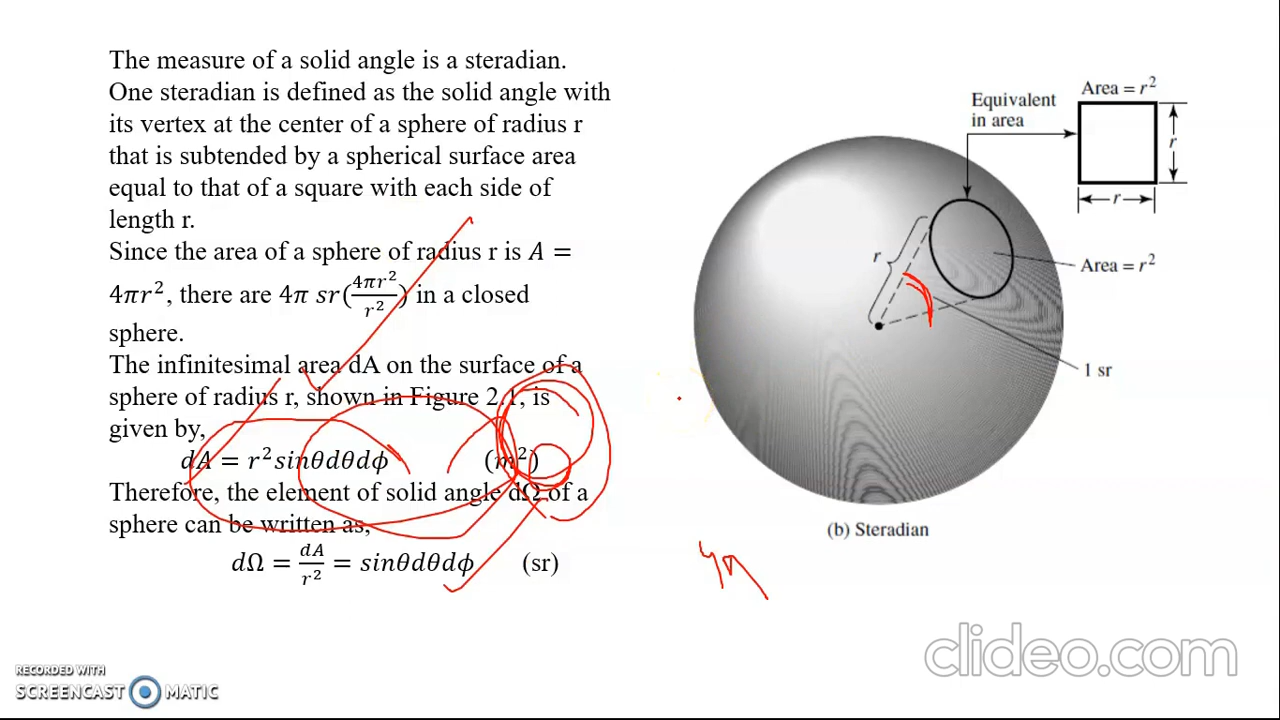 The measure of a solid angle is a steradian.
One steradian is defined as the solid angle with
its vertex at the center of a sphere of radius r
that is subtended by a spherical surface area
equal to that of a square with each side of
length r.
Since the area of a sphere of radius r is A =
4πr², there are 4π sr(4πr²/r²) in a closed
sphere.
The infinitesimal area dA on the surface of a
sphere of radius r, shown in Figure 2.1, is
given by,
dA = r²sinθdθdϕ (m²)
Therefore, the element of solid angle dΩ of a
sphere can be written as,
dΩ = dA/r² = sinθdθdϕ (sr)
Area = r²
Equivalent
in area
r
r
r
Area = r²
1 sr
(b) Steradian
clideo.com
RECORDED WITH
SCREENCAST MATIC